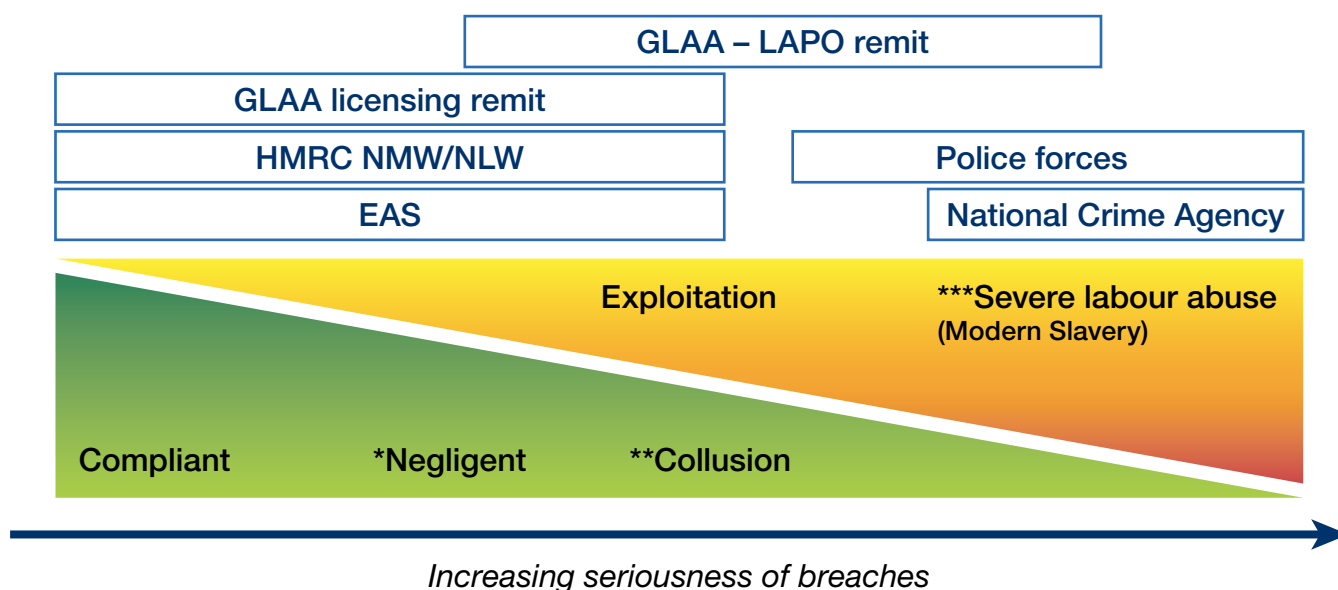 GLAA – LAPO remit
GLAA licensing remit
HMRC NMW/NLW
Police forces
EAS
National Crime Agency
Exploitation
***Severe labour abuse
(Modern Slavery)
Compliant
*Negligent
**Collusion
Increasing seriousness of breaches